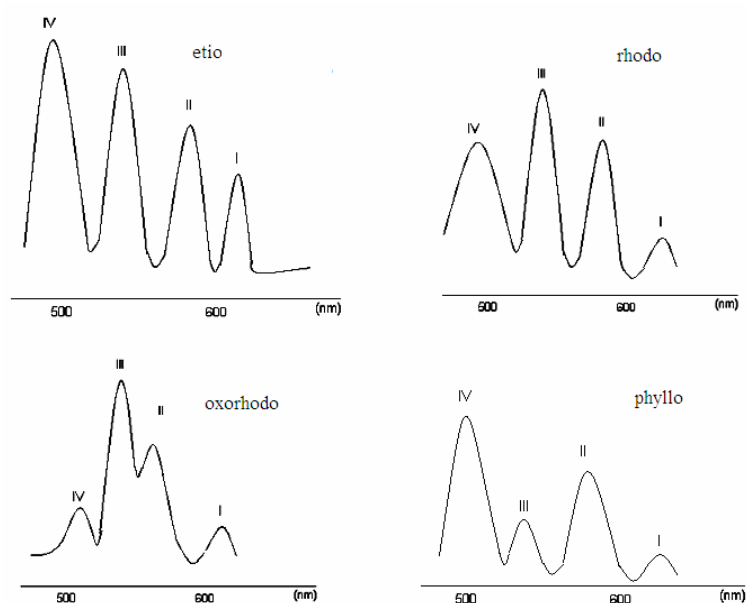 etio
IV
III
II
I
500 600 (nm)
rhodo
IV
III
II
I
500 600 (nm)
oxorhodo
IV
III
II
I
500 600 (nm)
phyllo
IV
III
II
I
500 600 (nm)